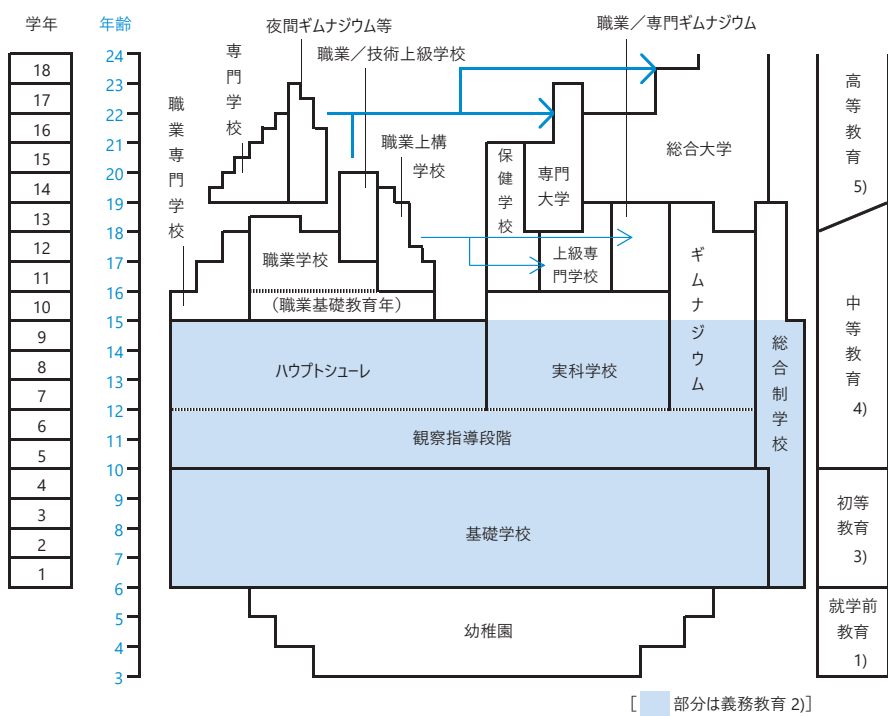 学年
年齢
18
17
16
15
14
13
12
11
10
9
8
7
6
5
4
3
2
1
24
23
22
21
20
19
18
17
16
15
14
13
12
11
10
9
8
7
6
5
4
3
夜間ギムナジウム等
職業／技術上級学校
職業／専門ギムナジウム
専門学校
職業専門学校
職業上構
学校
保健学校
専門
大学
総合大学
職業学校
(職業基礎教育年)
上級専
門学校
ギムナジウム
ハウプトシューレ
実科学校
総合制学校
観察指導段階
基礎学校
幼稚園
高等教育
5)
中等教育
4)
初等
教育
3)
就学前
教育
1)
[ 部分は義務教育 2)]